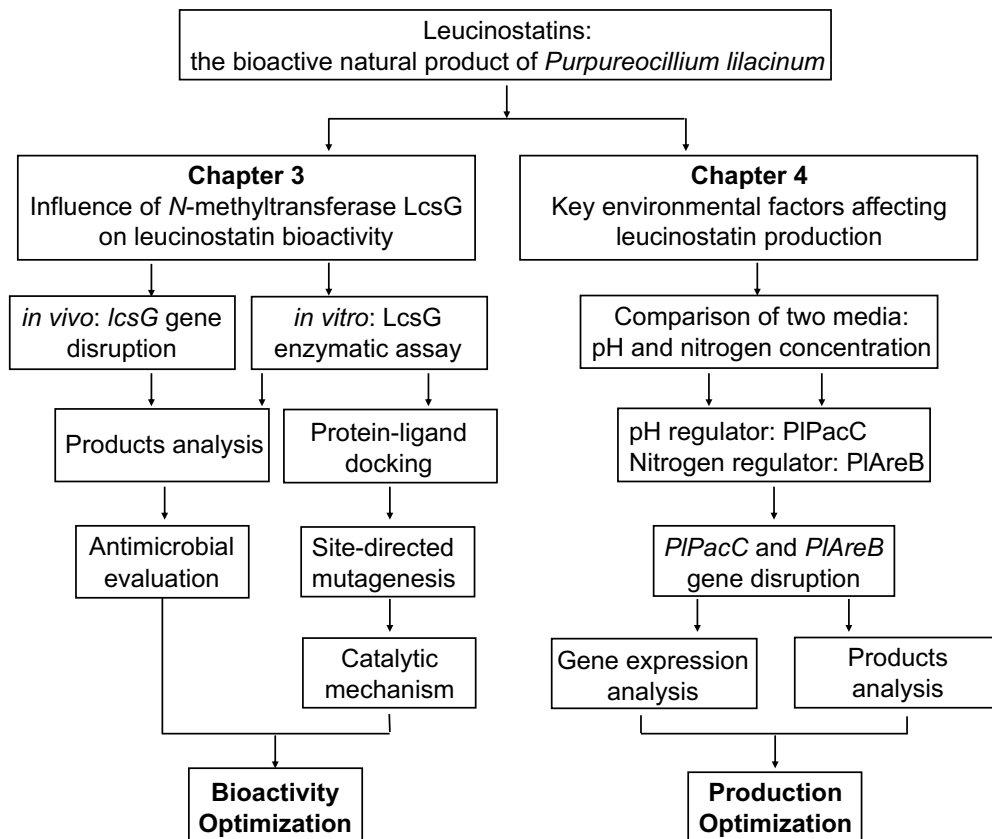 Leucinostatins:
the bioactive natural product of Purpureocillium lilacinum
Chapter 3
Influence of N-methyltransferase LcsG
on leucinostatin bioactivity
Chapter 4
Key environmental factors affecting
leucinostatin production
in vivo: lcsG gene
disruption
in vitro: LcsG
enzymatic assay
Comparison of two media:
pH and nitrogen concentration
Products analysis
Protein-ligand
docking
pH regulator: PlPacC
Nitrogen regulator: PlAreB
Antimicrobial
evaluation
Site-directed
mutagenesis
PlPacC and PlAreB
gene disruption
Catalytic
mechanism
Gene expression
analysis
Products
analysis
Bioactivity
Optimization
Production
Optimization